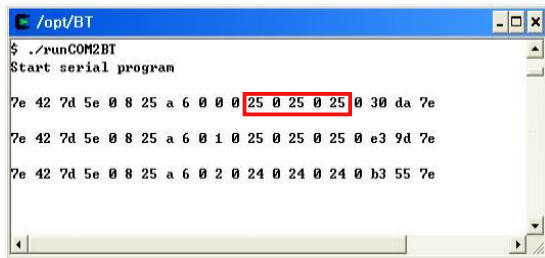 /opt/BT
$ ./runCOM2BT
Start serial program
7e 42 7d 5e 0 8 25 a 6 0 0 0 25 0 25 0 25 0 30 da 7e
7e 42 7d 5e 0 8 25 a 6 0 1 0 25 0 25 0 25 0 e3 9d 7e
7e 42 7d 5e 0 8 25 a 6 0 2 0 24 0 24 0 24 0 b3 55 7e